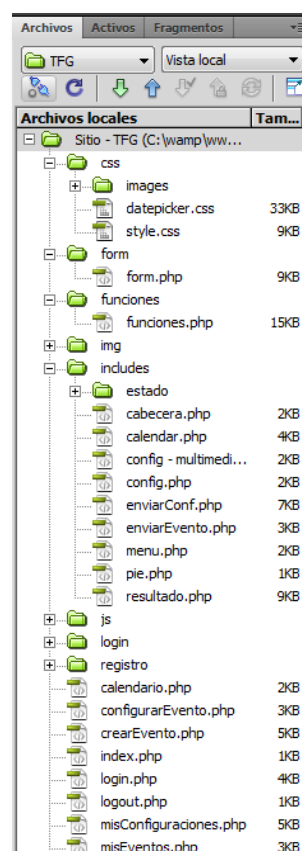 Archivos Activos Fragmentos
TFG Vista local
Archivos locales Tam...
Sitio - TFG (C:\wamp\ww...
css
images
datepicker.css 33KB
style.css 9KB
form
form.php 9KB
funciones
funciones.php 15KB
img
includes
estado
cabecera.php 2KB
calendar.php 4KB
config - multimedi... 2KB
config.php 2KB
enviarConf.php 7KB
enviarEvento.php 3KB
menu.php 2KB
pie.php 1KB
resultado.php 9KB
js
login
registro
calendario.php 2KB
configurarEvento.php 3KB
crearEvento.php 5KB
index.php 1KB
login.php 4KB
logout.php 1KB
misConfiguraciones.php 5KB
misEventos.php 3KB